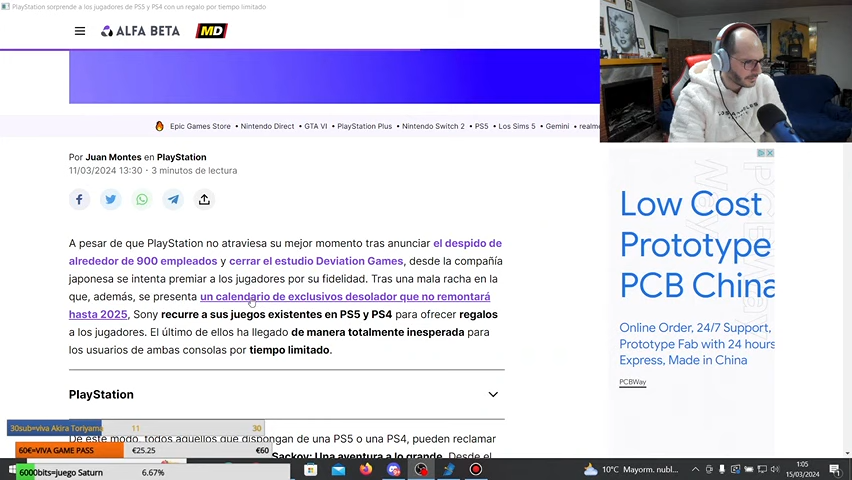 PlayStation sorprende a los jugadores de PS5 y PS4 con un regalo por tiempo limitado
ALFA BETA MD
Epic Games Store • Nintendo Direct • GTA VI • PlayStation Plus • Nintendo Switch 2 • PS5 • Los Sims 5 • Gemini • realme
Por Juan Montes en PlayStation
11/03/2024 13:30 • 3 minutos de lectura
A pesar de que PlayStation no atraviesa su mejor momento tras anunciar el despido de
alrededor de 900 empleados y cerrar el estudio Deviation Games, desde la compañía
japonesa se intenta premiar a los jugadores por su fidelidad. Tras una mala racha en la
que, además, se presenta un calendario de exclusivos desolador que no remontará
hasta 2025, Sony recurre a sus juegos existentes en PS5 y PS4 para ofrecer regalos
a los jugadores. El último de ellos ha llegado de manera totalmente inesperada para
los usuarios de ambas consolas por tiempo limitado.
PlayStation
De este modo, todos aquellos que dispongan de una PS5 o una PS4, pueden reclamar
Sackboy: Una aventura a lo grande. Desde el
Low Cost
Prototype
PCB China
Online Order, 24/7 Support,
Prototype Fab with 24 hours
Express, Made in China
PCBWay
30sub=viva Akira Toriyama 11 30
60€=VIVA GAME PASS €25.25 €60
6000bits=juego Saturn 6.67%
10°C Mayorm. nubl...
1:05
15/03/2024